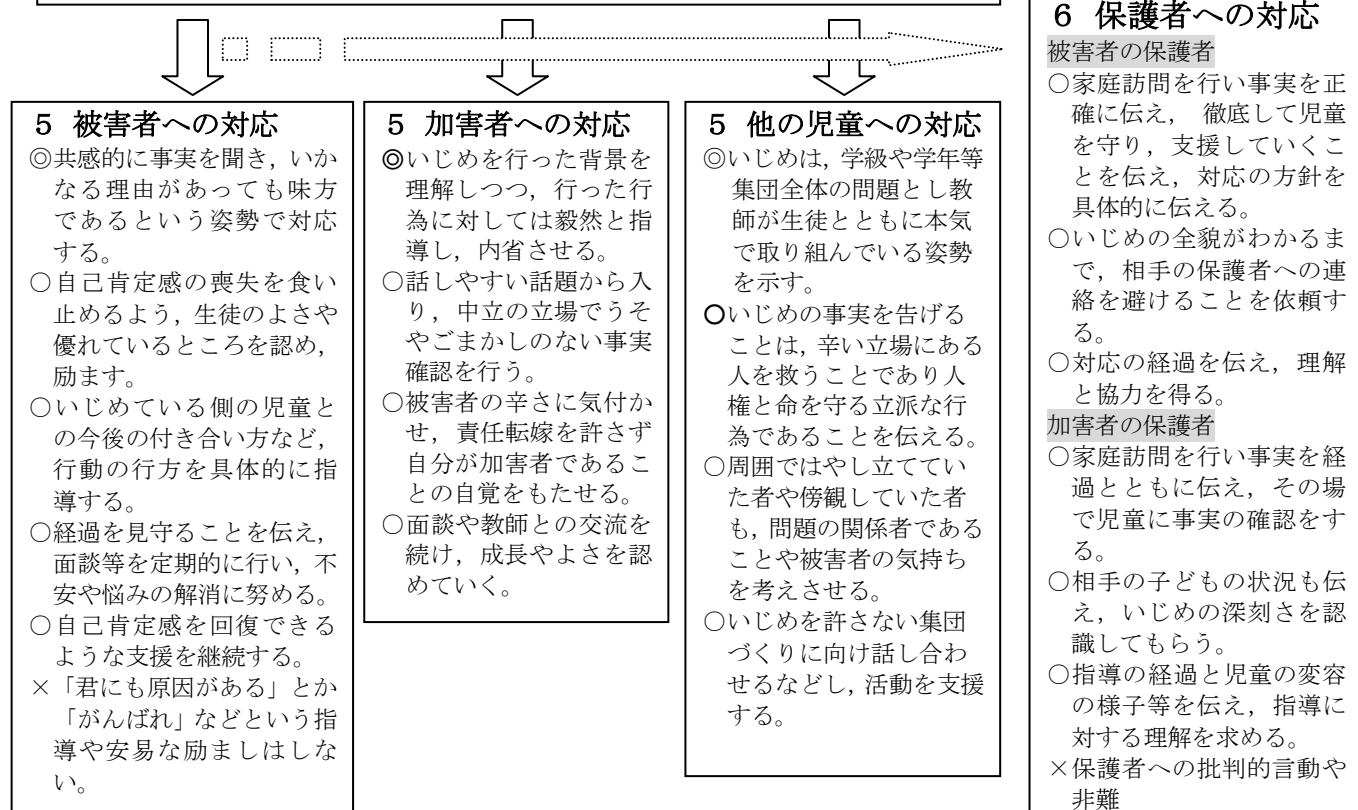 5 被害者への対応
◎共感的に事実を聞き，いか
なる理由があっても味方
であるという姿勢で対応
する。
○自己肯定感の喪失を食い
止めるよう，生徒のよさや
優れているところを認め，
励ます。
○いじめている側の児童と
の今後の付き合い方など，
行動の行方を具体的に指
導する。
○経過を見守ることを伝え，
面談等を定期的に行い，不
安や悩みの解消に努める。
○自己肯定感を回復できる
ような支援を継続する。
×「君にも原因がある」とか
「がんばれ」などという指
導や安易な励ましはしな
い。
5 加害者への対応
◎いじめを行った背景を
理解しつつ，行った行
為に対しては毅然と指
導し，内省させる。
○話しやすい話題から入
り，中立の立場でうそ
やごまかしのない事実
確認を行う。
○被害者の辛さに気付か
せ，責任転嫁を許さず
自分が加害者であるこ
との自覚をもたせる。
○面談や教師との交流を
続け，成長やよさを認
めていく。
5 他の児童への対応
◎いじめは，学級や学年等
集団全体の問題とし教
師が生徒とともに本気
で取り組んでいる姿勢
を示す。
○いじめの事実を告げる
ことは，辛い立場にある
人を救うことであり人
権と命を守る立派な行
為であることを伝える。
○周囲ではやし立ててい
た者や傍観していた者
も，問題の関係者である
ことや被害者の気持ち
を考えさせる。
○いじめを許さない集団
づくりに向け話し合わ
せるなどし，活動を支援
する。
6 保護者への対応
被害者の保護者
○家庭訪問を行い事実を正
確に伝え， 徹底して児童
を守り，支援していくこ
とを伝え，対応の方針を
具体的に伝える。
○いじめの全貌がわかるま
で，相手の保護者への連
絡を避けることを依頼す
る。
○対応の経過を伝え，理解
と協力を得る。
加害者の保護者
○家庭訪問を行い事実を経
過とともに伝え，その場
で児童に事実の確認をす
る。
○相手の子どもの状況も伝
え，いじめの深刻さを認
識してもらう。
○指導の経過と児童の変容
の様子等を伝え，指導に
対する理解を求める。
×保護者への批判的言動や
非難